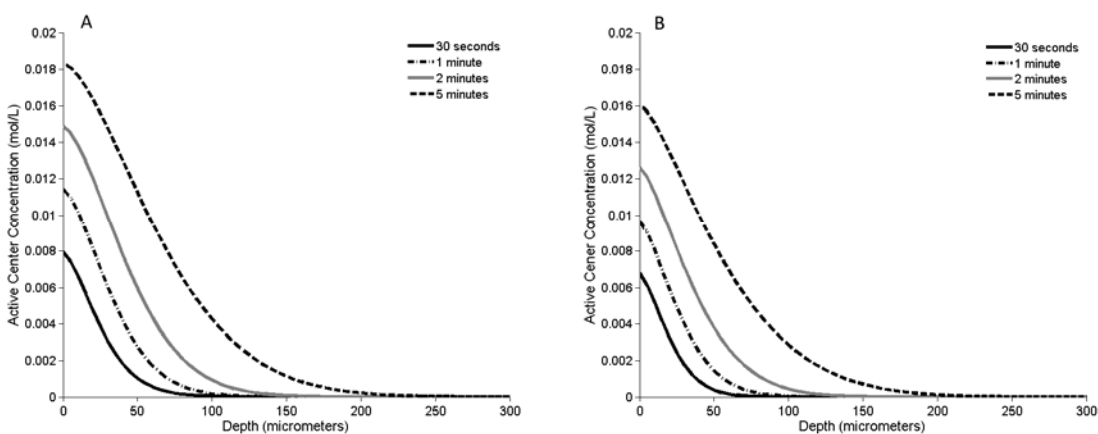 A
0.02
0.018
0.016
0.014
0.012
0.01
0.008
0.006
0.004
0.002
0
Active Center Concentration (mol/L)
30 seconds
1 minute
2 minutes
5 minutes
0 50 100 150 200 250 300
Depth (micrometers)
B
0.02
0.018
0.016
0.014
0.012
0.01
0.008
0.006
0.004
0.002
0
Active Cener Concentration (mol/L)
30 seconds
1 minute
2 minutes
5 minutes
0 50 100 150 200 250 300
Depth (micrometers)